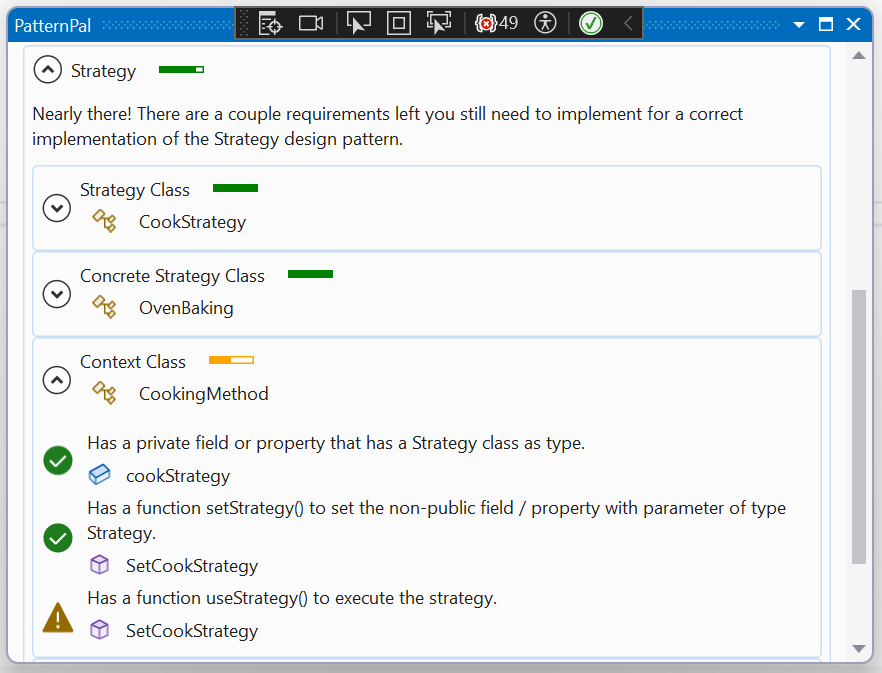 PatternPal
49
Strategy
Nearly there! There are a couple requirements left you still need to implement for a correct
implementation of the Strategy design pattern.
Strategy Class
CookStrategy
Concrete Strategy Class
OvenBaking
Context Class
CookingMethod
Has a private field or property that has a Strategy class as type.
cookStrategy
Has a function setStrategy() to set the non-public field / property with parameter of type
Strategy.
SetCookStrategy
Has a function useStrategy() to execute the strategy.
SetCookStrategy